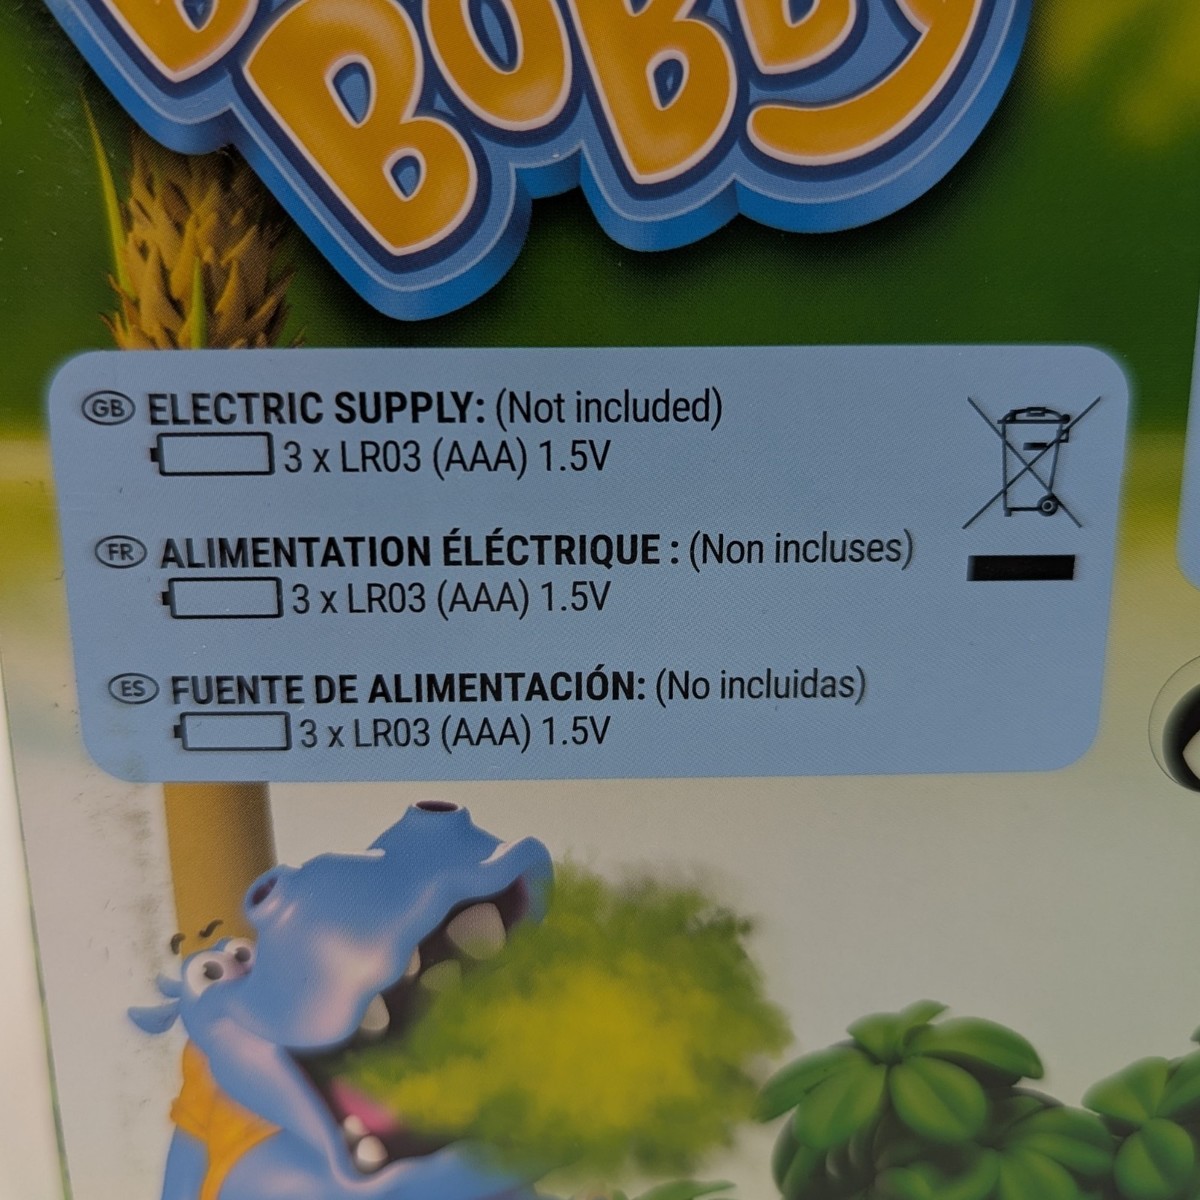 BOBBY
GB ELECTRIC SUPPLY: (Not included)
3 x LR03 (AAA) 1.5V
FR ALIMENTATION ÉLÉCTRIQUE : (Non incluses)
3 x LR03 (AAA) 1.5V
ES FUENTE DE ALIMENTACIÓN: (No incluidas)
3 x LR03 (AAA) 1.5V